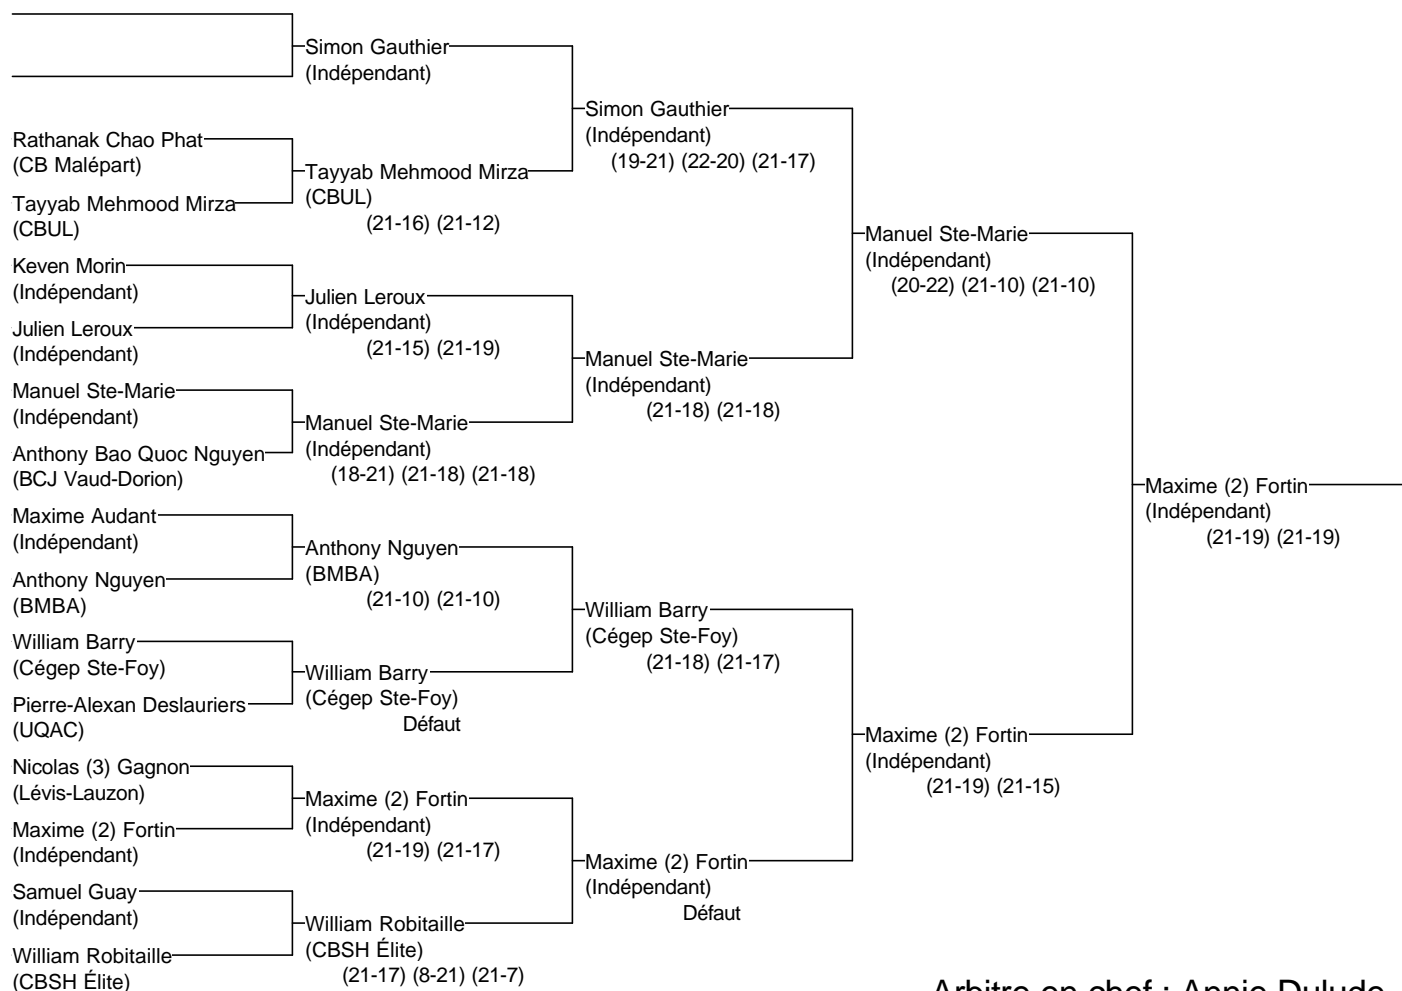 Simon Gauthier
(Indépendant)
Rathanak Chao Phat
(CB Malépart)
Tayyab Mehmood Mirza
(CBUL)
Tayyab Mehmood Mirza
(CBUL)
(21-16) (21-12)
Simon Gauthier
(Indépendant)
(19-21) (22-20) (21-17)
Keven Morin
(Indépendant)
Julien Leroux
(Indépendant)
Julien Leroux
(Indépendant)
(21-15) (21-19)
Manuel Ste-Marie
(Indépendant)
Anthony Bao Quoc Nguyen
(BCJ Vaud-Dorion)
Manuel Ste-Marie
(Indépendant)
(18-21) (21-18) (21-18)
Manuel Ste-Marie
(Indépendant)
(21-18) (21-18)
Manuel Ste-Marie
(Indépendant)
(20-22) (21-10) (21-10)
Maxime Audant
(Indépendant)
Anthony Nguyen
(BMBA)
Anthony Nguyen
(BMBA)
(21-10) (21-10)
William Barry
(Cégep Ste-Foy)
Pierre-Alexan Deslauriers
(UQAC)
William Barry
(Cégep Ste-Foy)
Défaut
William Barry
(Cégep Ste-Foy)
(21-18) (21-17)
Nicolas (3) Gagnon
(Lévis-Lauzon)
Maxime (2) Fortin
(Indépendant)
Maxime (2) Fortin
(Indépendant)
(21-19) (21-17)
Samuel Guay
(Indépendant)
William Robitaille
(CBSH Élite)
William Robitaille
(CBSH Élite)
(21-17) (8-21) (21-7)
Maxime (2) Fortin
(Indépendant)
Défaut
Maxime (2) Fortin
(Indépendant)
(21-19) (21-15)
Maxime (2) Fortin
(Indépendant)
(21-19) (21-19)
Arbitre en chef : Annie Dulude